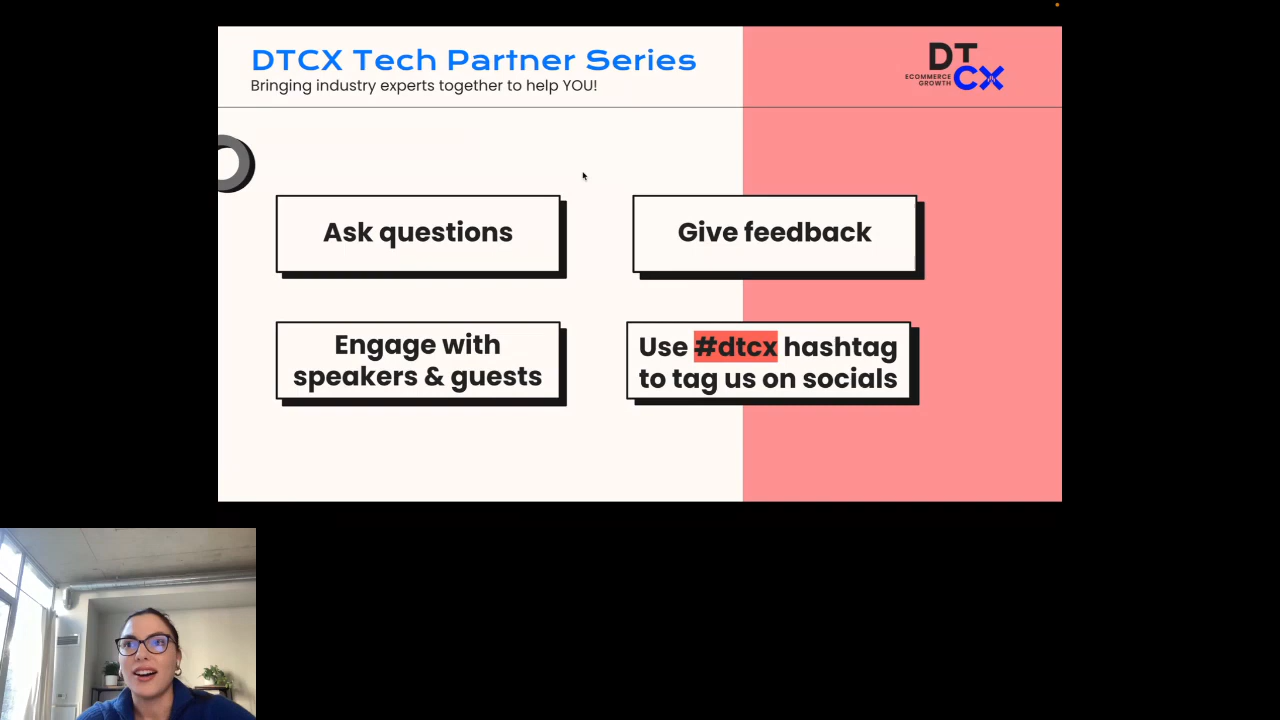 DTCX Tech Partner Series
Bringing industry experts together to help YOU!
DT
ECOMMERCE
GROWTH
CX
Ask questions
Give feedback
Engage with
speakers & guests
Use #dtcx hashtag
to tag us on socials